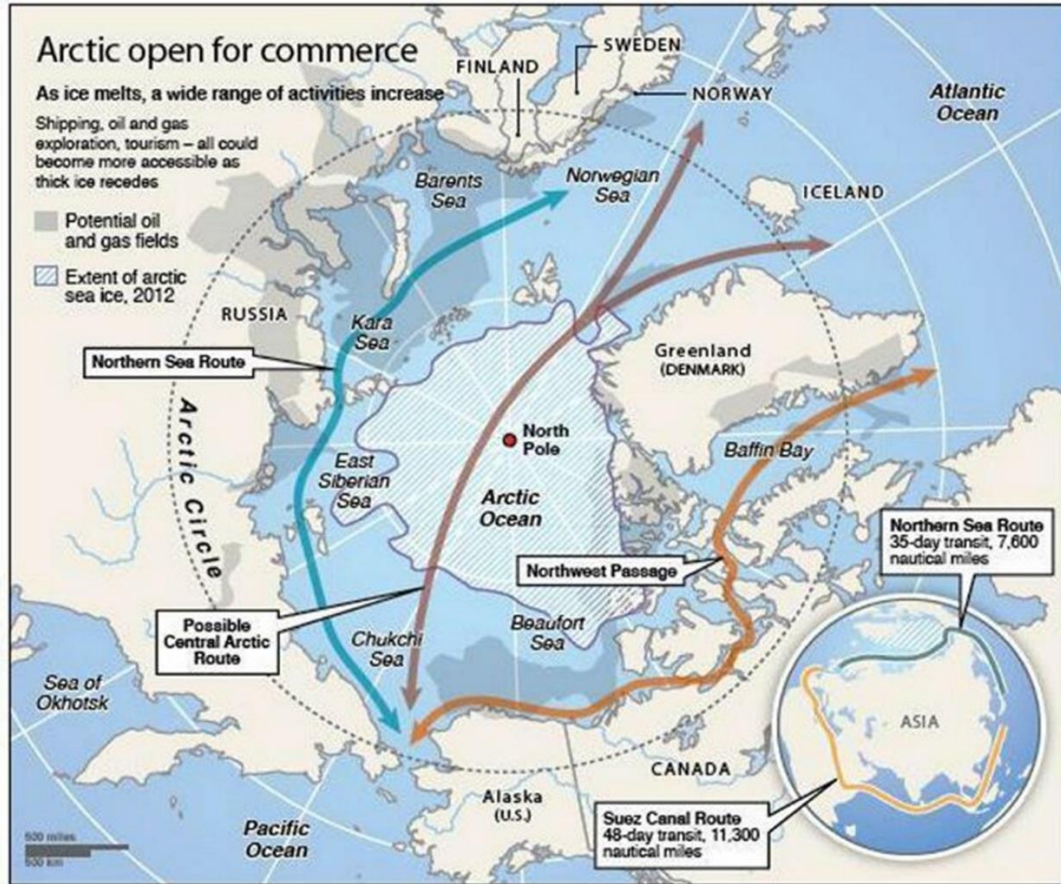 Arctic open for commerce
As ice melts, a wide range of activities increase
Shipping, oil and gas
exploration, tourism – all could
become more accessible as
thick ice recedes
Potential oil
and gas fields
Extent of arctic
sea ice, 2012
SWEDEN
FINLAND
NORWAY
Atlantic
Ocean
Barents
Sea
Norwegian
Sea
ICELAND
RUSSIA
Kara
Sea
Northern Sea Route
Greenland
(DENMARK)
Arctic Circle
North
Pole
Baffin Bay
East
Siberian
Sea
Arctic
Ocean
Northern Sea Route
35-day transit, 7,600
nautical miles
Northwest Passage
Possible
Central Arctic
Route
Chukchi
Sea
Beaufort
Sea
Sea of
Okhotsk
ASIA
CANADA
Alaska
(U.S.)
Suez Canal Route
48-day transit, 11,300
nautical miles
Pacific
Ocean
500 miles
500 km